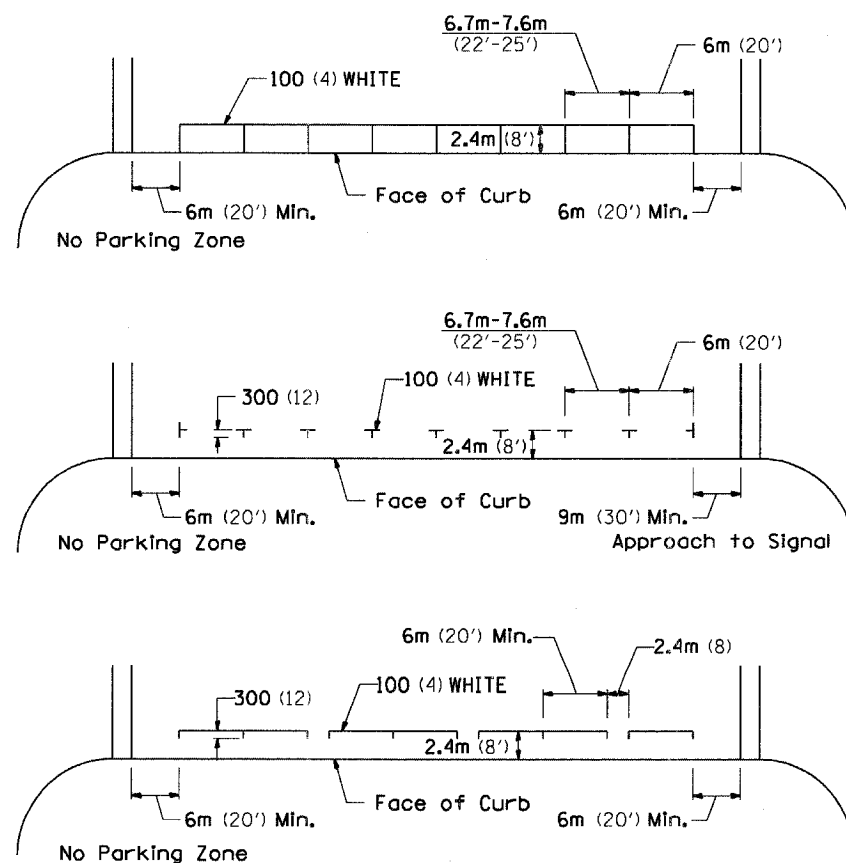 6.7m-7.6m
(22'-25')
6m (20')
100 (4) WHITE
2.4m (8')
Face of Curb
6m (20') Min.
6m (20') Min.
No Parking Zone
6.7m-7.6m
(22'-25')
6m (20')
300 (12)
100 (4) WHITE
2.4m (8')
Face of Curb
6m (20') Min.
9m (30') Min.
No Parking Zone
Approach to Signal
6m (20') Min.
2.4m (8)
300 (12)
100 (4) WHITE
2.4m (8')
Face of Curb
6m (20') Min.
6m (20') Min.
No Parking Zone